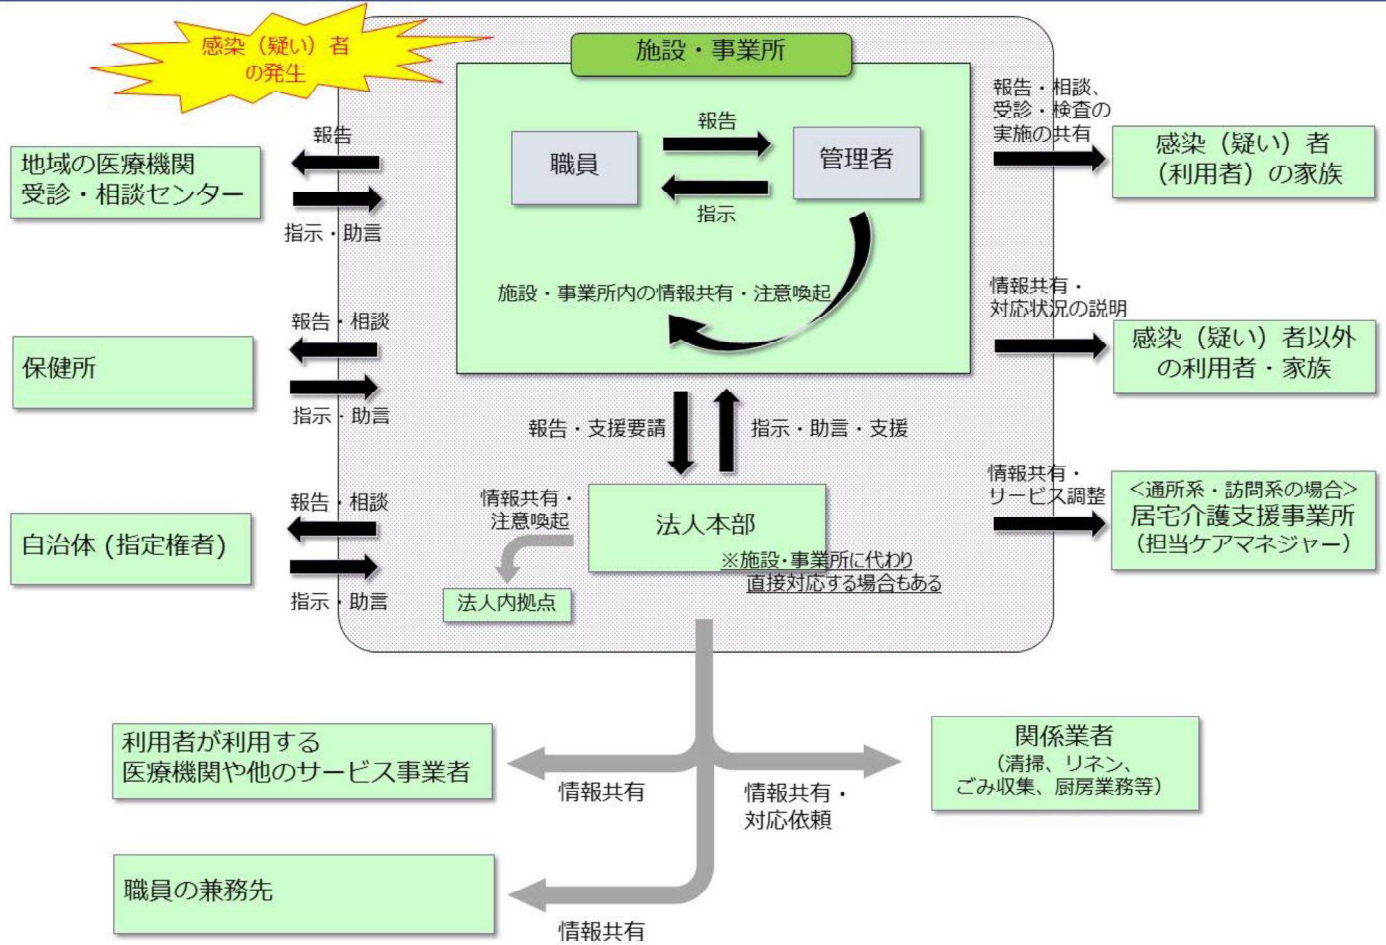 感染（疑い）者
の発生
施設・事業所
報告
職員
管理者
指示
施設・事業所内の情報共有・注意喚起
報告
地域の医療機関
受診・相談センター
指示・助言
報告・相談
保健所
指示・助言
報告・相談
自治体 (指定権者)
指示・助言
報告・相談、
受診・検査の
実施の共有
感染（疑い）者
（利用者）の家族
情報共有・
対応状況の説明
感染（疑い）者以外
の利用者・家族
情報共有・
サービス調整
<通所系・訪問系の場合>
居宅介護支援事業所
（担当ケアマネジャー）
報告・支援要請
指示・助言・支援
情報共有・
注意喚起
法人本部
※施設・事業所に代わり
直接対応する場合もある
法人内拠点
利用者が利用する
医療機関や他のサービス事業者
情報共有
情報共有・
対応依頼
関係業者
（清掃、リネン、
ごみ収集、厨房業務等）
職員の兼務先
情報共有